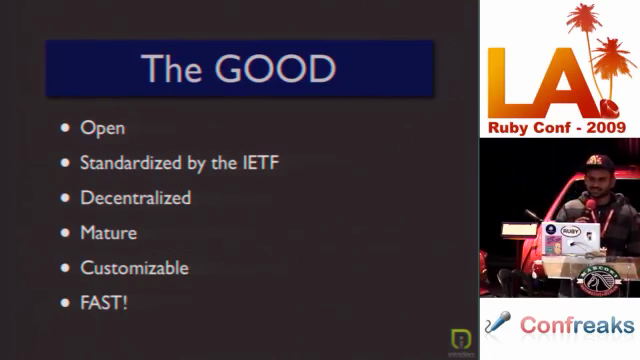 The GOOD
Open
Standardized by the IETF
Decentralized
Mature
Customizable
FAST!
LA
Ruby Conf - 2009
RUBY
Confreaks